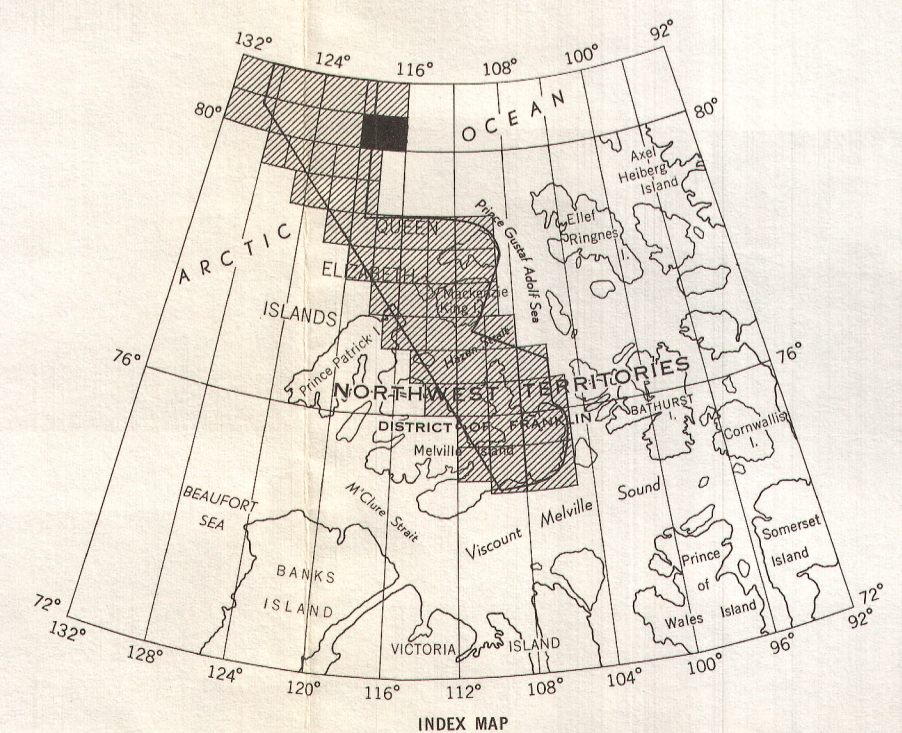 132°
124°
116°
108°
100°
92°
80°
OCEAN
80°
Axel
Heiberg
Island
ARCTIC
QUEEN
Prince Gustaf Adolf Sea
Ellef
Ringnes
ELIZABETH
Mackenzie
King I.
ISLANDS
Prince Patrick I.
Hazen Strait
76°
76°
NORTHWEST TERRITORIES
DISTRICT OF FRANKLIN
BATHURST
I.
Cornwallis
I.
Melville Island
BEAUFORT
SEA
M'Clure Strait
Viscount Melville Sound
Somerset
Island
BANKS
ISLAND
Prince
of
Wales Island
VICTORIA ISLAND
72°
72°
132°
128°
124°
120°
116°
112°
108°
104°
100°
96°
92°
INDEX MAP